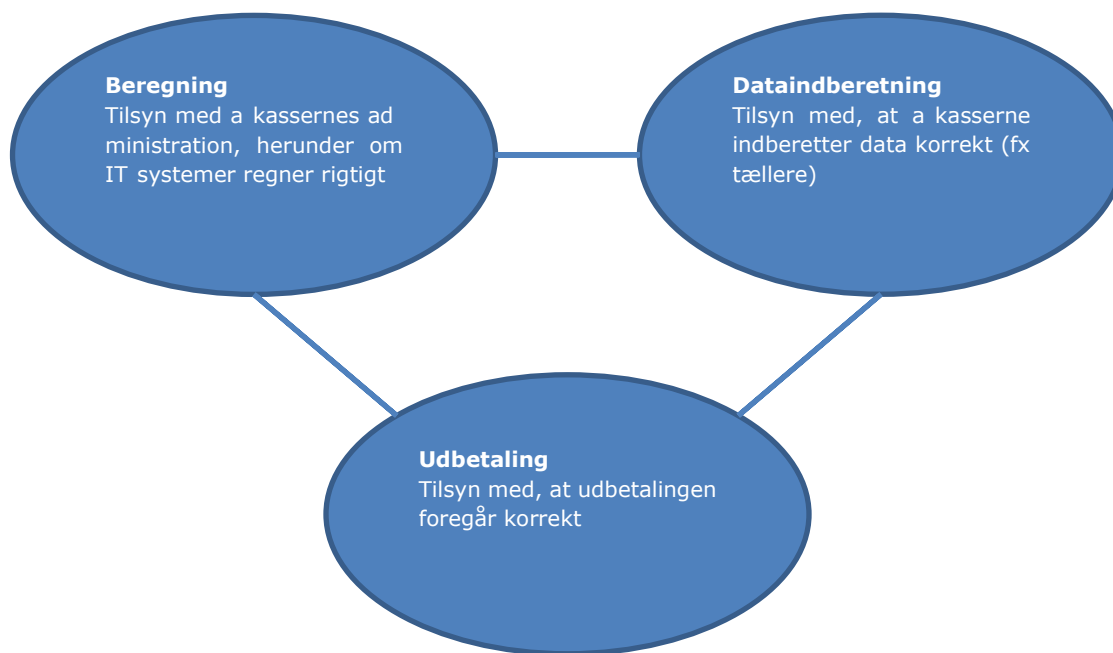 Beregning
Tilsyn med a kassernes ad
ministration, herunder om
IT systemer regner rigtigt
Dataindberetning
Tilsyn med, at a kasserne
indberetter data korrekt (fx
tællere)
Udbetaling
Tilsyn med, at udbetalingen
foregår korrekt